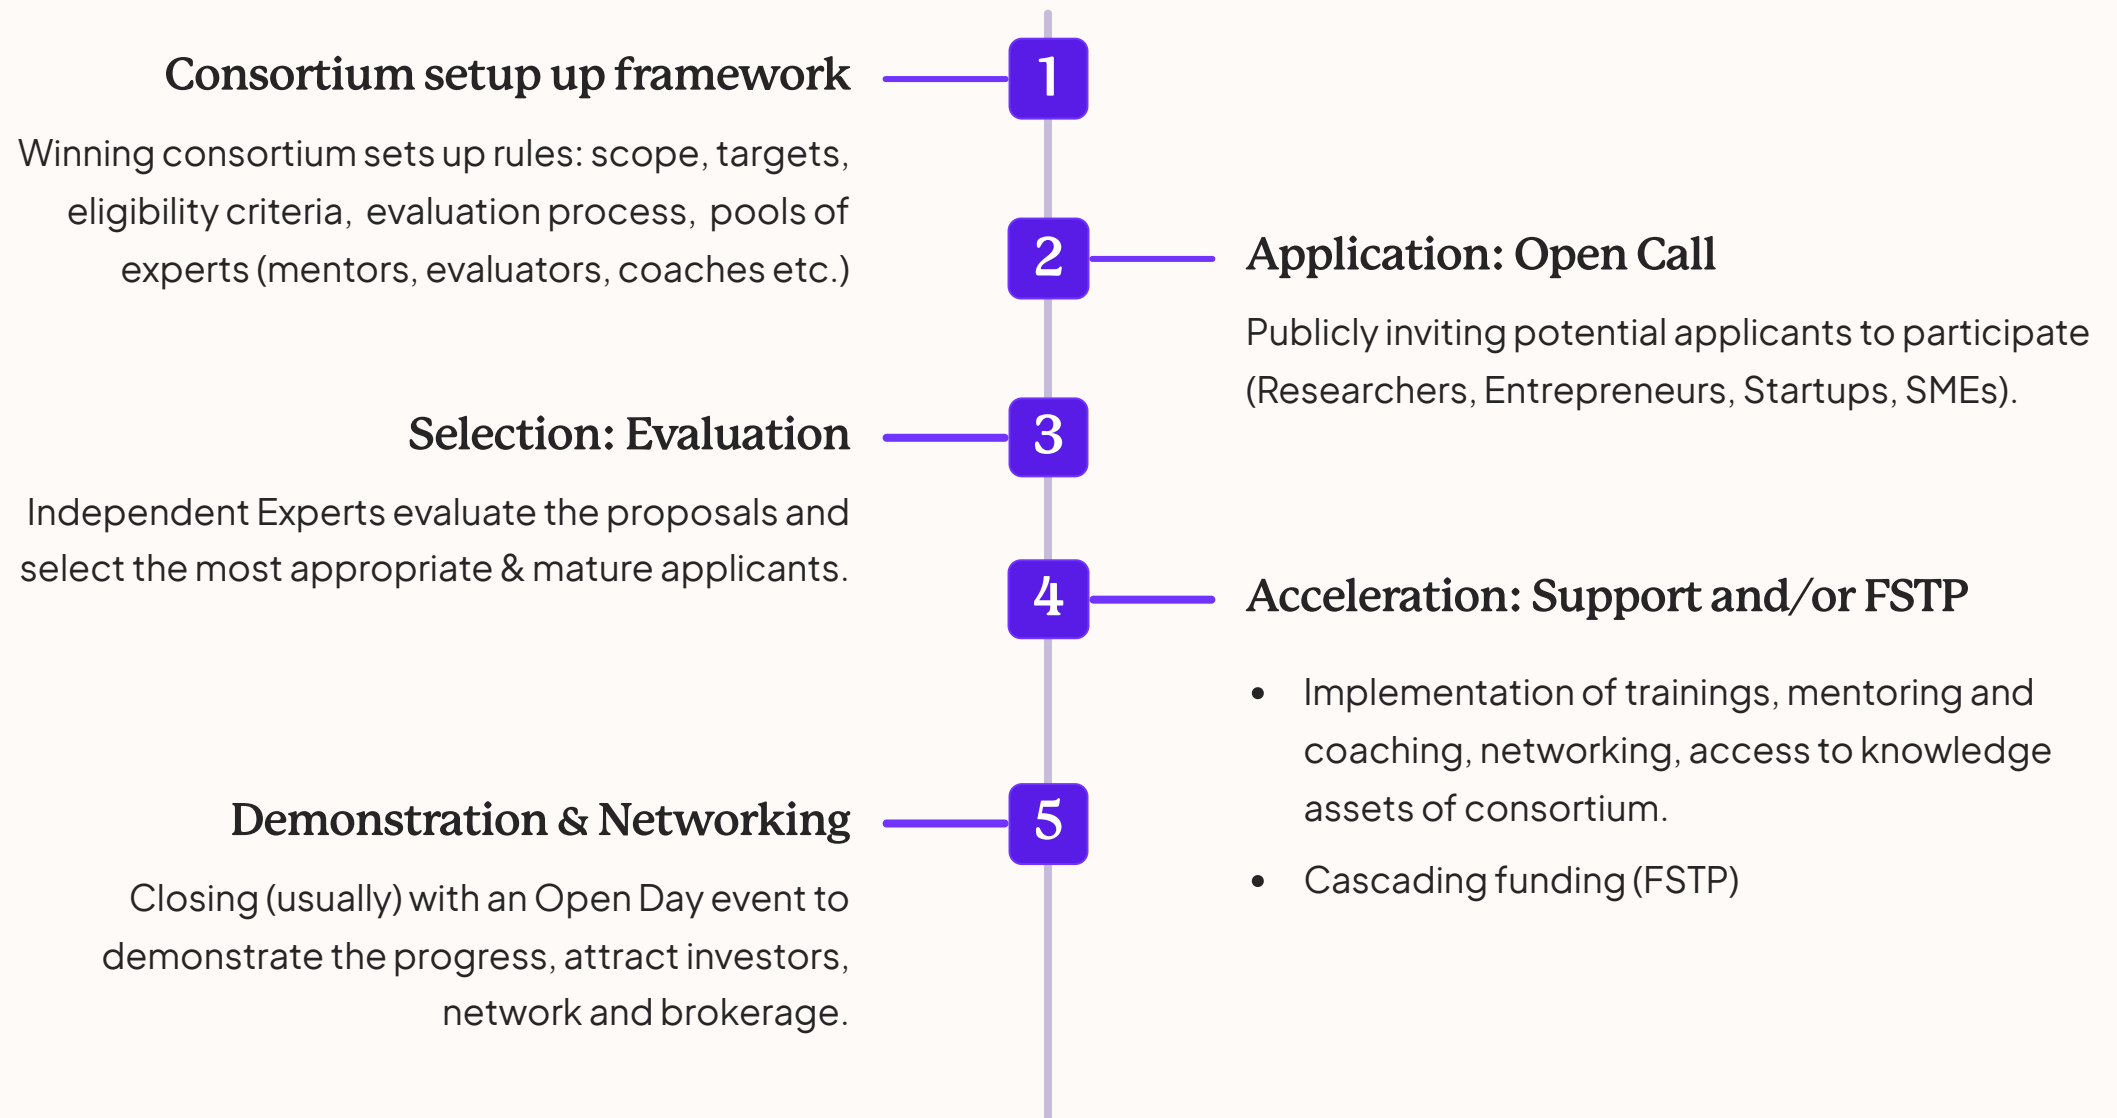 1
Consortium setup up framework
Winning consortium sets up rules: scope, targets,
eligibility criteria, evaluation process, pools of
experts (mentors, evaluators, coaches etc.)
2
Application: Open Call
Publicly inviting potential applicants to participate
(Researchers, Entrepreneurs, Startups, SMEs).
3
Selection: Evaluation
Independent Experts evaluate the proposals and
select the most appropriate & mature applicants.
4
Acceleration: Support and/or FSTP
• Implementation of trainings, mentoring and
coaching, networking, access to knowledge
assets of consortium.
• Cascading funding (FSTP)
5
Demonstration & Networking
Closing (usually) with an Open Day event to
demonstrate the progress, attract investors,
network and brokerage.